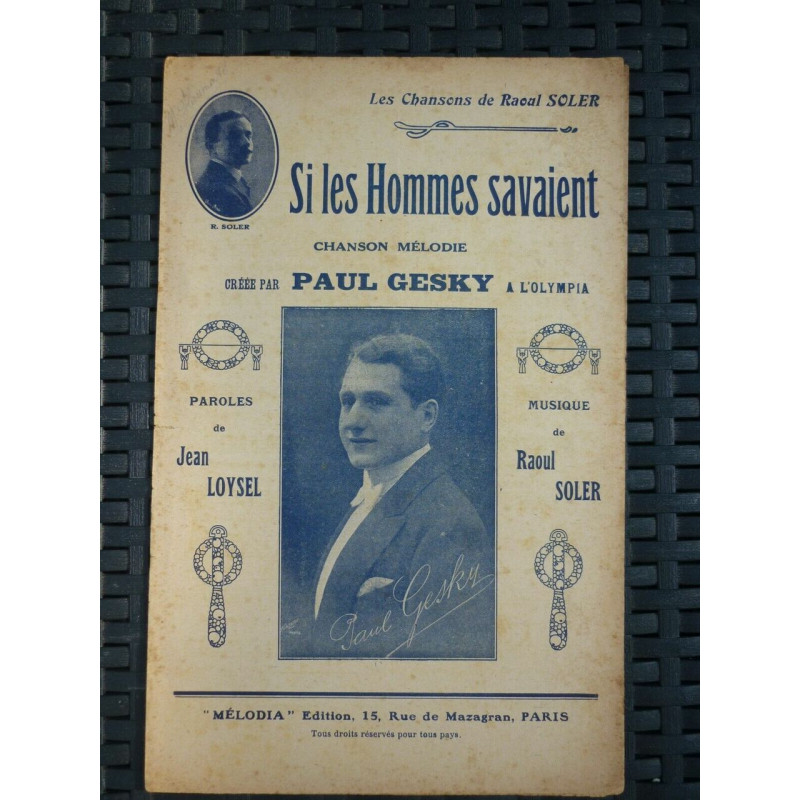 Les Chansons de Raoul SOLER
R. SOLER
Si les Hommes savaient
CHANSON MÉLODIE
CRÉÉE PAR PAUL GESKY A L'OLYMPIA
PAROLES
de
Jean
LOYSEL
MUSIQUE
de
Raoul
SOLER
Paul Gesky
"MÉLODIA" Edition, 15, Rue de Mazagran, PARIS
Tous droits réservés pour tous pays.